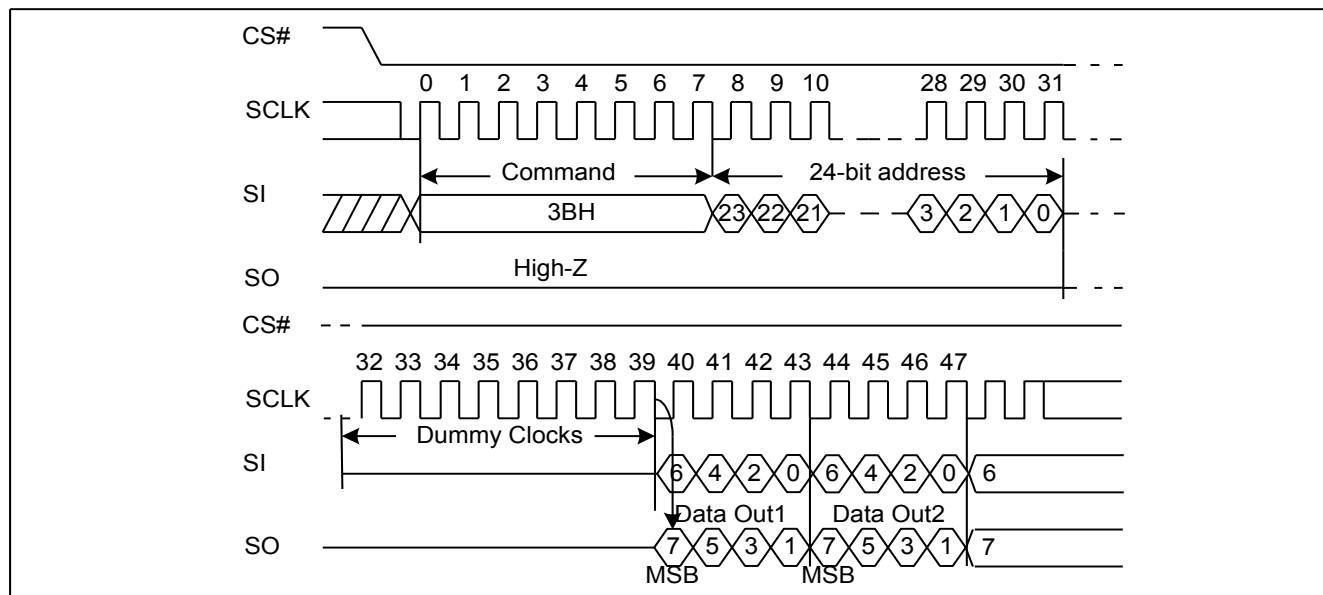 CS#
0 1 2 3 4 5 6 7 8 9 10 28 29 30 31
SCLK
Command 24-bit address
SI
3BH 23 22 21 3 2 1 0
High-Z
SO
CS#
32 33 34 35 36 37 38 39 40 41 42 43 44 45 46 47
SCLK
Dummy Clocks
SI
6 4 2 0 6 4 2 0 6
Data Out1 Data Out2
SO
7 5 3 1 7 5 3 1 7
MSB MSB